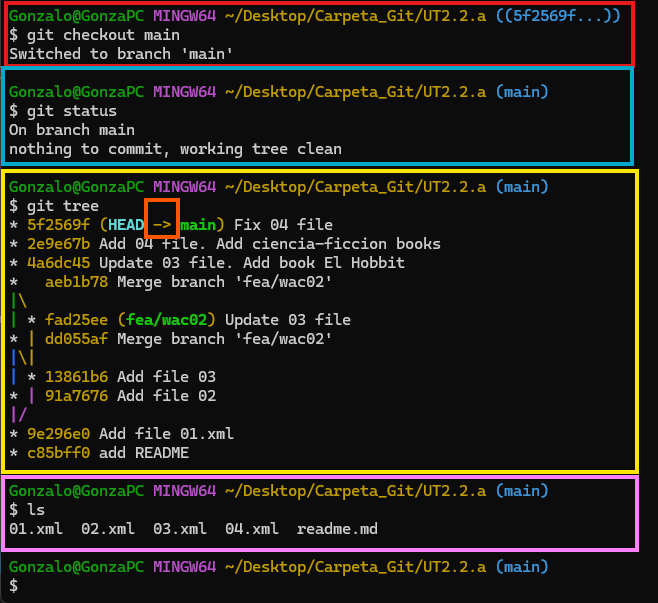 Gonzalo@GonzaPC MINGW64 ~/Desktop/Carpeta_Git/UT2.2.a ((5f2569f...))
$ git checkout main
Switched to branch 'main'
Gonzalo@GonzaPC MINGW64 ~/Desktop/Carpeta_Git/UT2.2.a (main)
$ git status
On branch main
nothing to commit, working tree clean
Gonzalo@GonzaPC MINGW64 ~/Desktop/Carpeta_Git/UT2.2.a (main)
$ git tree
* 5f2569f (HEAD -> main) Fix 04 file
* 2e9e67b Add 04 file. Add ciencia-ficcion books
* 4a6dc45 Update 03 file. Add book El Hobbit
*   aeb1b78 Merge branch 'fea/wac02'
|\
| * fad25ee (fea/wac02) Update 03 file
* | dd055af Merge branch 'fea/wac02'
|\|
| * 13861b6 Add file 03
* | 91a7676 Add file 02
|/
* 9e296e0 Add file 01.xml
* c85bff0 add README
Gonzalo@GonzaPC MINGW64 ~/Desktop/Carpeta_Git/UT2.2.a (main)
$ ls
01.xml  02.xml  03.xml  04.xml  readme.md
Gonzalo@GonzaPC MINGW64 ~/Desktop/Carpeta_Git/UT2.2.a (main)
$